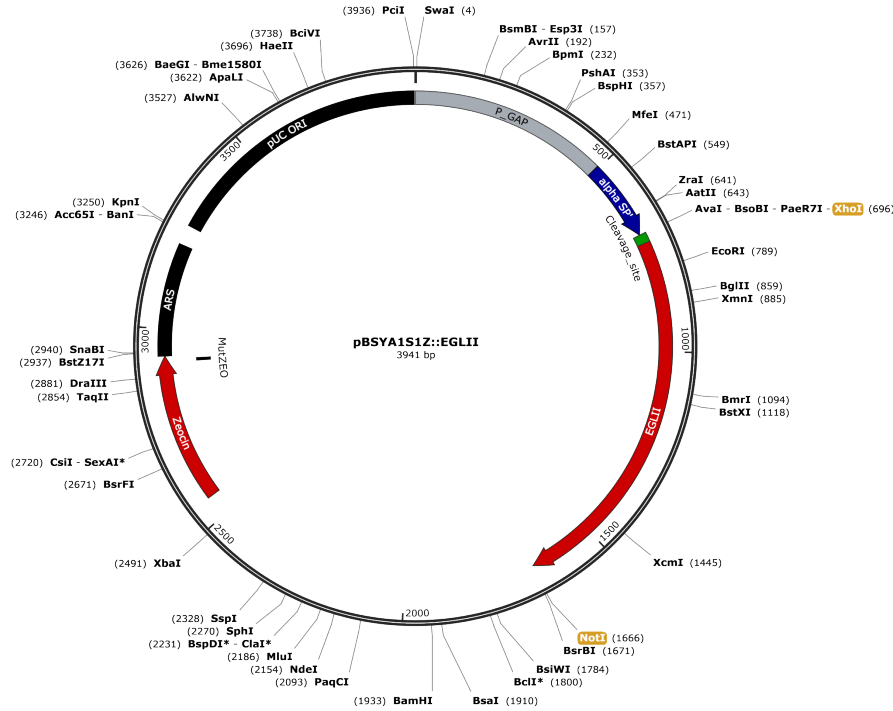 (3936) PciI
SwaI (4)
(3738) BciVI
(3696) HaeII
(3626) BaeGI - Bme1580I
(3622) ApaLI
(3527) AlwNI
BsmBI - Esp3I (157)
AvrII (192)
BpmI (232)
PshAI (353)
BspHI (357)
MfeI (471)
BstAPI (549)
ZraI (641)
AatII (643)
AvaI - BsoBI - PaeR7I - XhoI (696)
EcoRI (789)
BglII (859)
XmnI (885)
BmrI (1094)
BstXI (1118)
XcmI (1445)
NotI (1666)
BsrBI (1671)
BsiWI (1784)
BclI* (1800)
BsaI (1910)
(1933) BamHI
(2093) PaqCI
(2154) NdeI
(2186) MluI
(2231) BspDI* - ClaI*
(2270) SphI
(2328) SspI
(2491) XbaI
(2671) BsrFI
(2720) CsiI - SexAI*
(2854) TaqII
(2881) DraIII
(2937) BstZ17I
(2940) SnaBI
(3246) Acc65I - BanI
(3250) KpnI
P_GAP
alpha SP
Cleavage_site
EGLII
Zeocin
MutZEO
ARS
pUC ORI
500
1000
1500
2000
2500
3000
3500
pBSYA1S1Z::EGLII
3941 bp